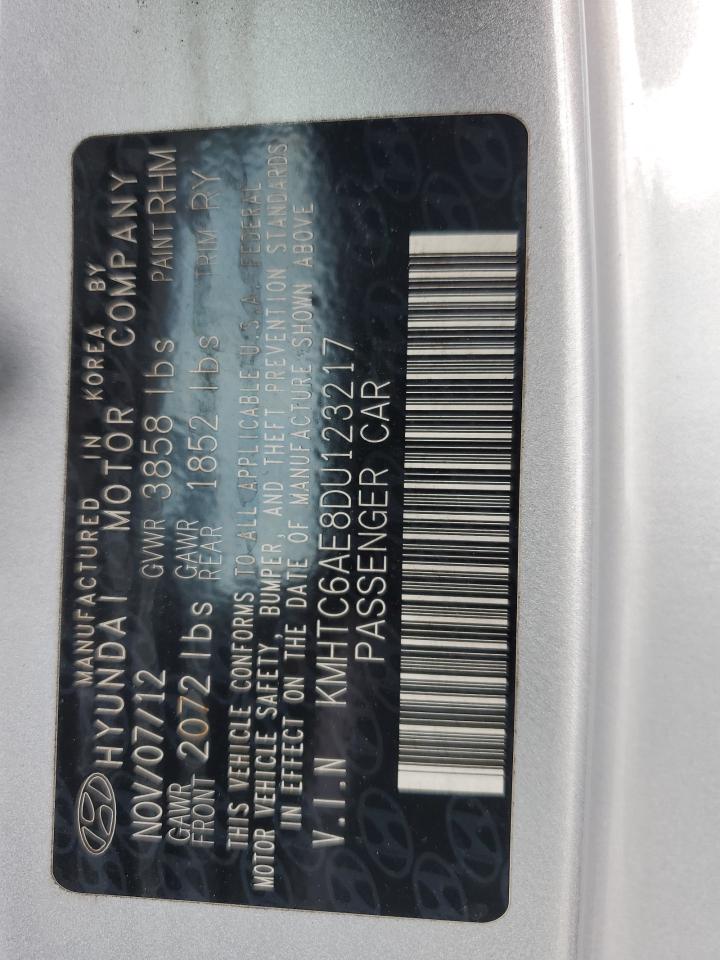 MANUFACTURED IN KOREA BY
HYUNDAI MOTOR COMPANY
NOV/07/12 GVWR 3858 lbs PAINT RHM
GAWR FRONT 2072 lbs GAWR REAR 1852 lbs TRIM RY
THIS VEHICLE CONFORMS TO ALL APPLICABLE U.S.A. FEDERAL
MOTOR VEHICLE SAFETY, BUMPER, AND THEFT PREVENTION STANDARDS
IN EFFECT ON THE DATE OF MANUFACTURE SHOWN ABOVE
V.I.N KMHTC6AE8DU123217
PASSENGER CAR